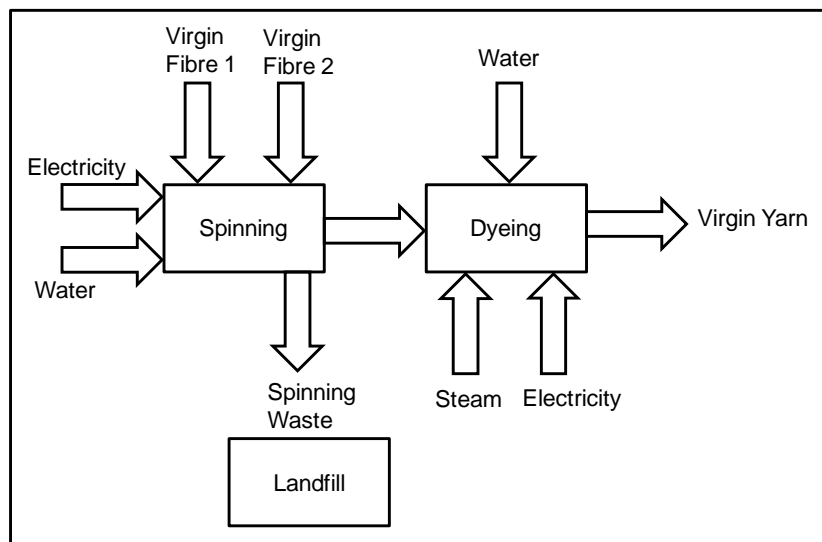 Virgin
Fibre 1
Virgin
Fibre 2
Water
Electricity
Spinning
Dyeing
Virgin Yarn
Water
Spinning
Waste
Steam
Electricity
Landfill